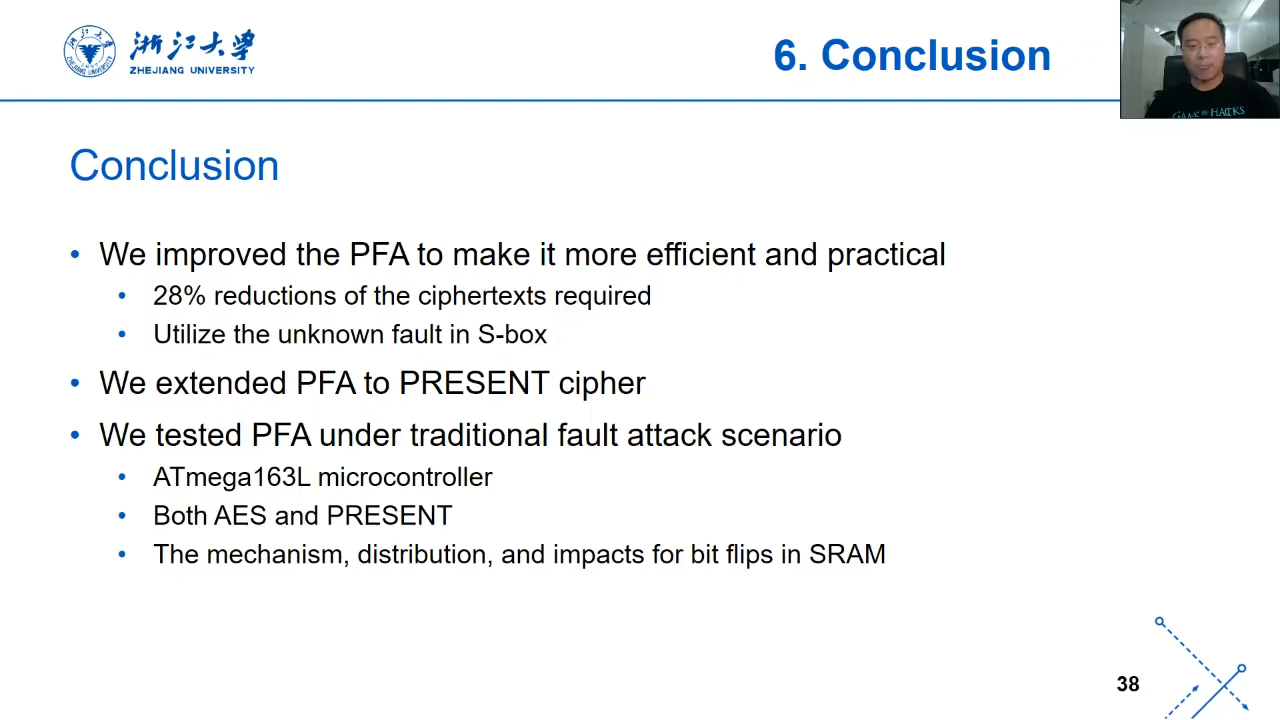 浙江大学
ZHEJIANG UNIVERSITY
6. Conclusion
GAME OF HACKS
Conclusion
• We improved the PFA to make it more efficient and practical
• 28% reductions of the ciphertexts required
• Utilize the unknown fault in S-box
• We extended PFA to PRESENT cipher
• We tested PFA under traditional fault attack scenario
• ATmega163L microcontroller
• Both AES and PRESENT
• The mechanism, distribution, and impacts for bit flips in SRAM
38